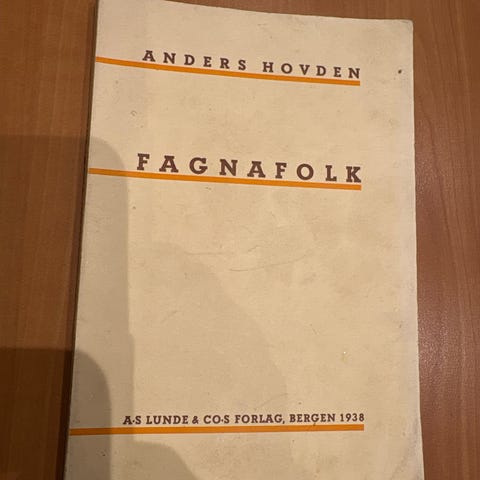 ANDERS HOVDEN
FAGNAFOLK
A·S LUNDE & CO·S FORLAG, BERGEN 1938